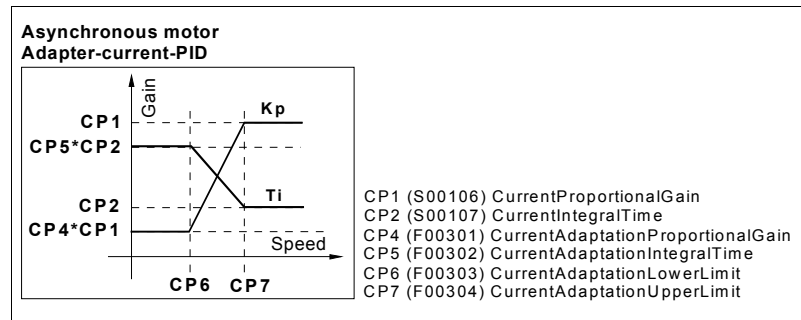 Asynchronous motor
Adapter-current-PID
Gain
Kp
CP1
CP5*CP2
Ti
CP2
CP4*CP1
Speed
CP6 CP7
CP1 (S00106) CurrentProportionalGain
CP2 (S00107) CurrentIntegralTime
CP4 (F00301) CurrentAdaptationProportionalGain
CP5 (F00302) CurrentAdaptationIntegralTime
CP6 (F00303) CurrentAdaptationLowerLimit
CP7 (F00304) CurrentAdaptationUpperLimit